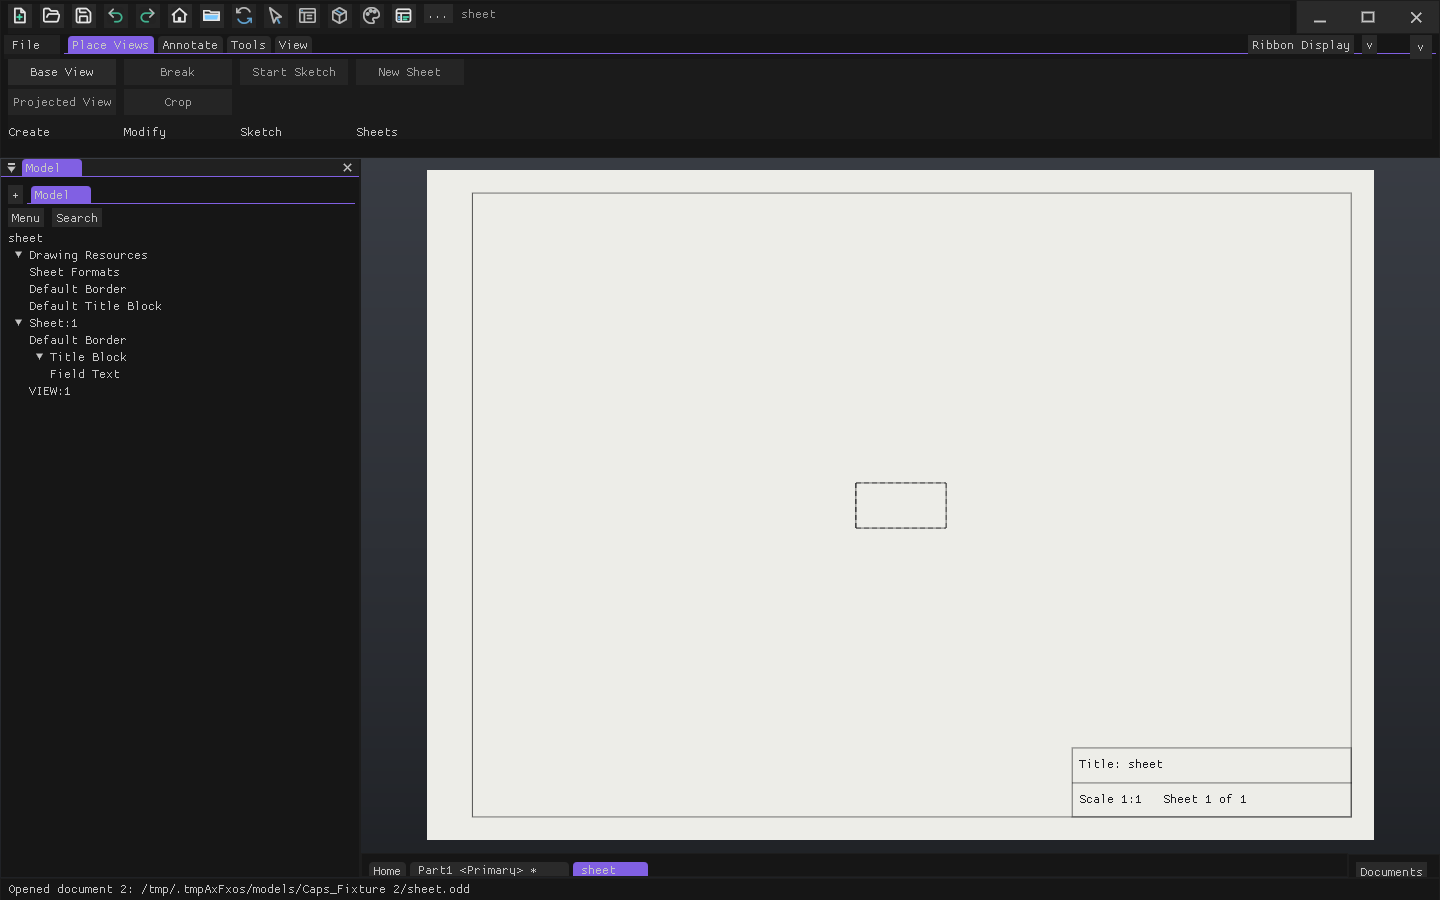 ... sheet
File Place Views Annotate Tools View Ribbon Display v v
Base View Break Start Sketch New Sheet
Projected View Crop
Create Modify Sketch Sheets
Model
+ Model
Menu Search
sheet
Drawing Resources
Sheet Formats
Default Border
Default Title Block
Sheet:1
Default Border
Title Block
Field Text
VIEW:1
Title: sheet
Scale 1:1 Sheet 1 of 1
Home Part1 <Primary> * sheet Documents
Opened document 2: /tmp/.tmpAxFxos/models/Caps_Fixture 2/sheet.odd